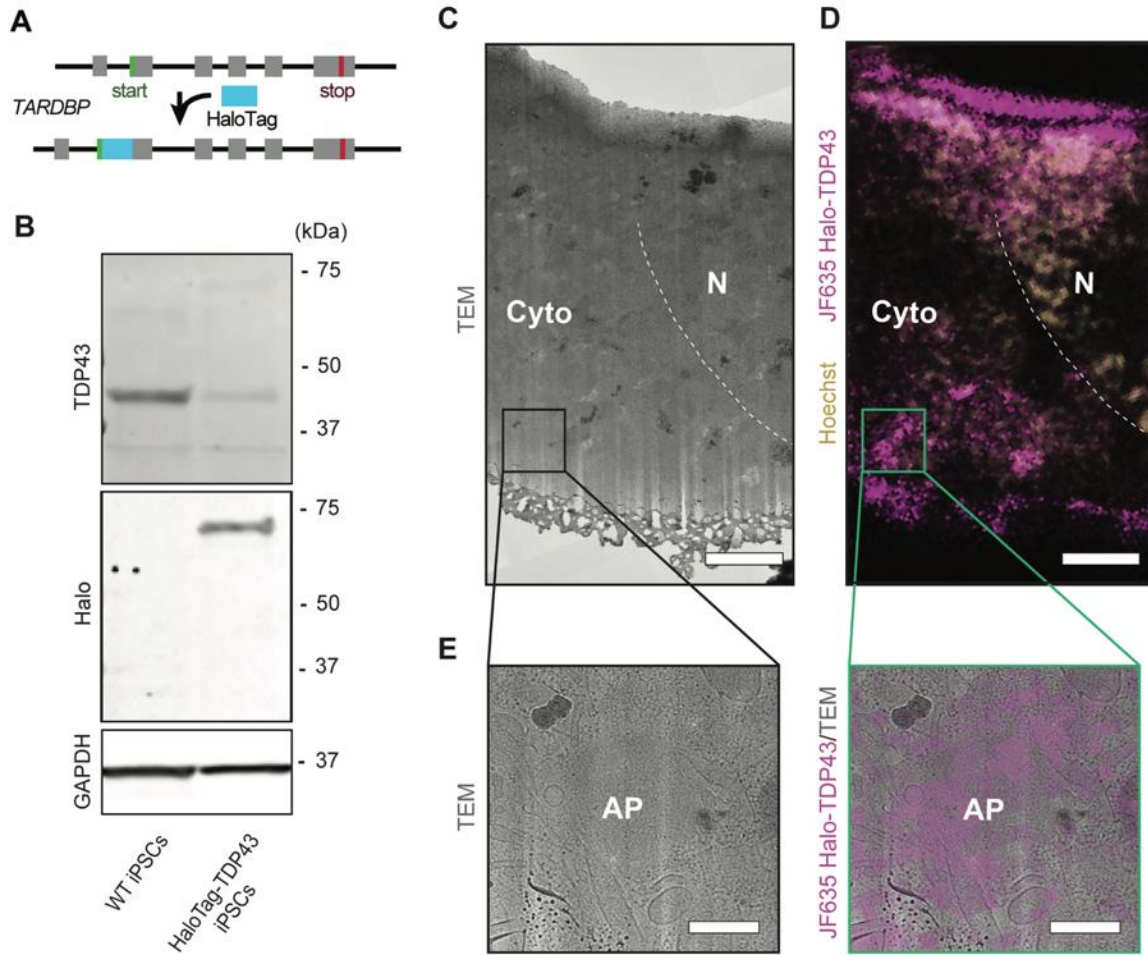 A
start
stop
TARDBP
HaloTag
B
(kDa)
TDP43
- 75
- 50
- 37
Halo
- 75
- 50
- 37
GAPDH
- 37
WT iPSCs
HaloTag-TDP43
iPSCs
C
TEM
Cyto
N
D
JF635 Halo-TDP43
Hoechst
Cyto
N
E
TEM
AP
JF635 Halo-TDP43/TEM
AP